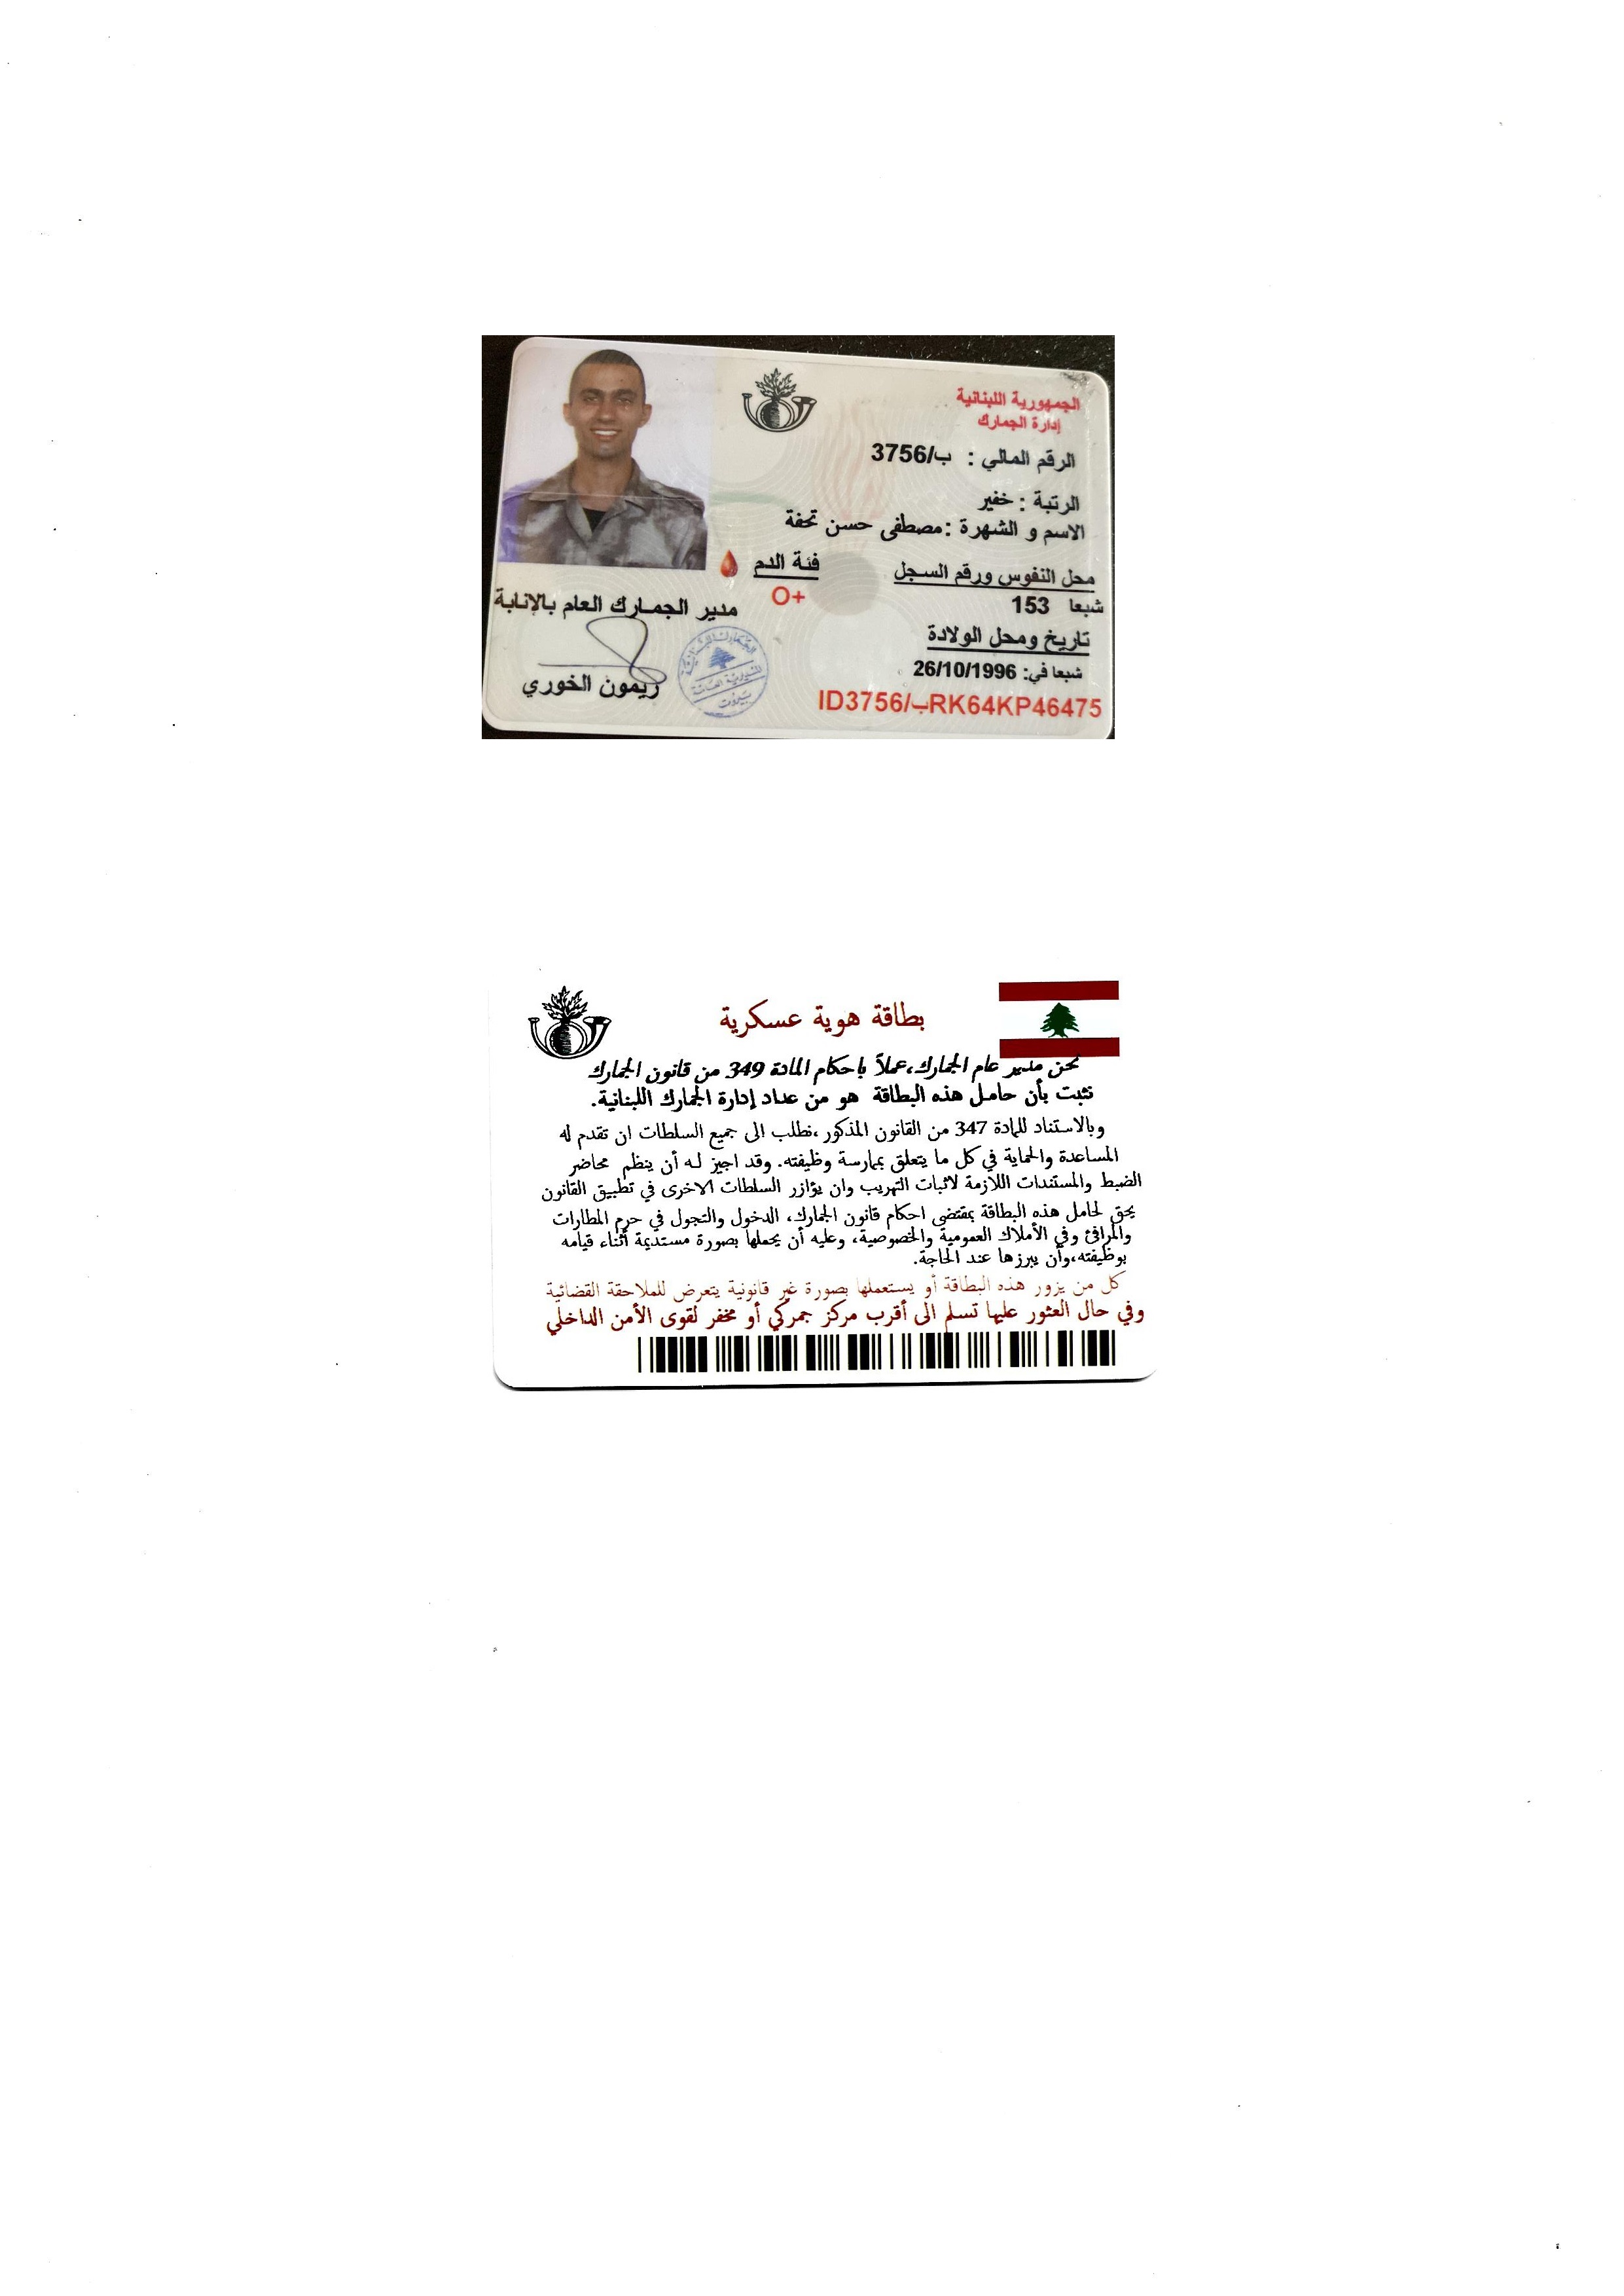 الجمهورية اللبنانية
إدارة الجمارك
الرقم المالي : ب/3756
الرتبة : خفير
الاسم و الشهرة :مصطفى حسن تحفة
محل النفوس ورقم السجل
شبعا 153
فئة الدم
O+
تاريخ ومحل الولادة
شبعا في: 26/10/1996
ID3756/بRK64KP46475
مدير الجمارك العام بالإنابة
ريمون الخوري
بيروت
بطاقة هوية عسكرية
نحن مدير عام الجمارك،عملاً باحكام المادة 349 من قانون الجمارك
نثبت بأن حامل هذه البطاقة هو من عداد إدارة الجمارك اللبنانية.
وبالاستناد للمادة 347 من القانون المذكور ،نطلب الى جميع السلطات ان تقدم له
المساعدة والحماية في كل ما يتعلق بممارسة وظيفته. وقد اجيز له أن ينظم محاضر
الضبط والمستندات اللازمة لاثبات التهريب وان يؤازر السلطات الاخرى في تطبيق القانون
يحق لحامل هذه البطاقة بمقتضى احكام قانون الجمارك، الدخول والتجول في حرم المطارات
والمرافئ وفي الأملاك العمومية والخصوصية، وعليه أن يحملها بصورة مستديمة أثناء قيامه
بوظيفته،وأن يبرزها عند الحاجة.
كل من يزور هذه البطاقة أو يستعملها بصورة غير قانونية يتعرض للملاحقة القضائية
وفي حال العثور عليها تسلم الى أقرب مركز جمركي أو مخفر لقوى الأمن الداخلي